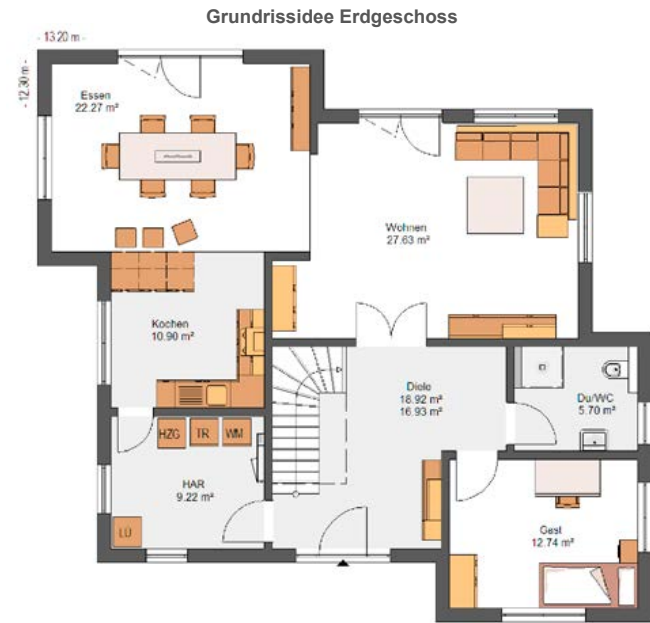 Grundrissidee Erdgeschoss
- 13.20 m -
- 12.30 m -
Essen
22.27 m²
Wohnen
27.63 m²
Kochen
10.90 m²
Diele
18.92 m²
16.93 m²
Du/WC
5.70 m²
HZG
TR
WM
HAR
9.22 m²
LÜ
Gast
12.74 m²